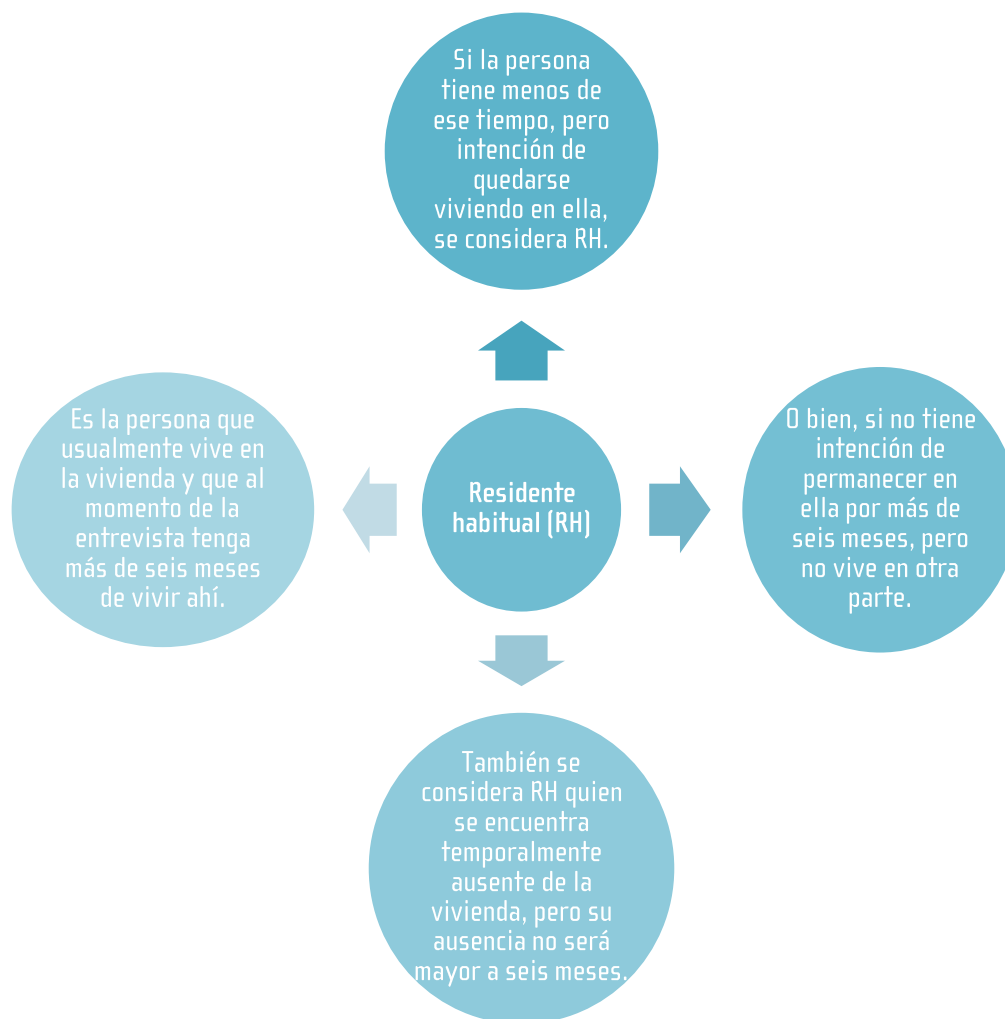 Si la persona
tiene menos de
ese tiempo, pero
intención de
quedarse
viviendo en ella,
se considera RH.
Es la persona que
usualmente vive en
la vivienda y que al
momento de la
entrevista tenga
más de seis meses
de vivir ahí.
Residente
habitual (RH)
O bien, si no tiene
intención de
permanecer en
ella por más de
seis meses, pero
no vive en otra
parte.
También se
considera RH quien
se encuentra
temporalmente
ausente de la
vivienda, pero su
ausencia no será
mayor a seis meses.